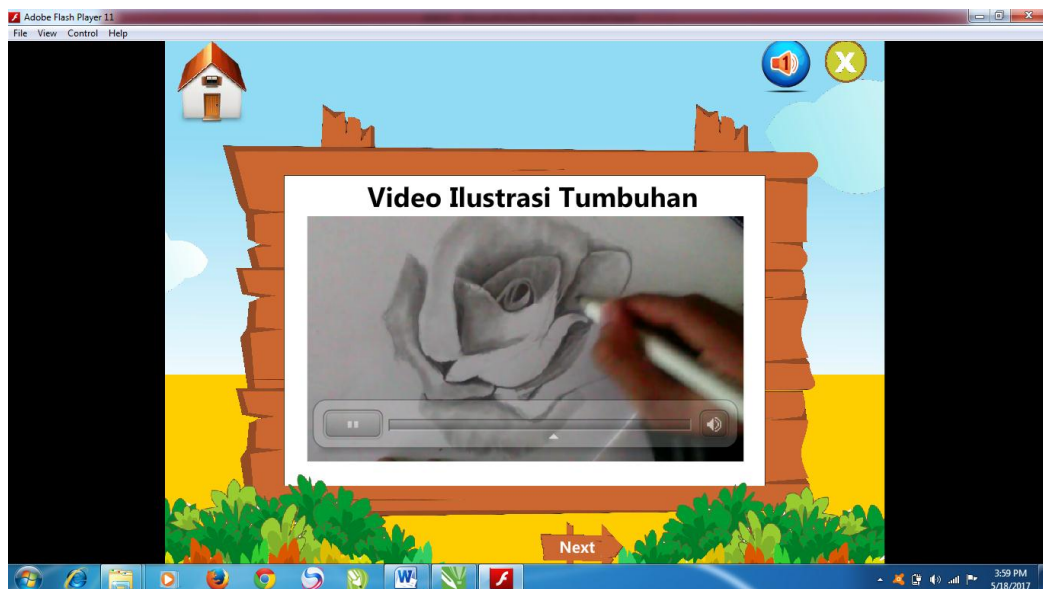 Adobe Flash Player 11
File View Control Help
X
Video Ilustrasi Tumbuhan
Next
3:59 PM
5/18/2017